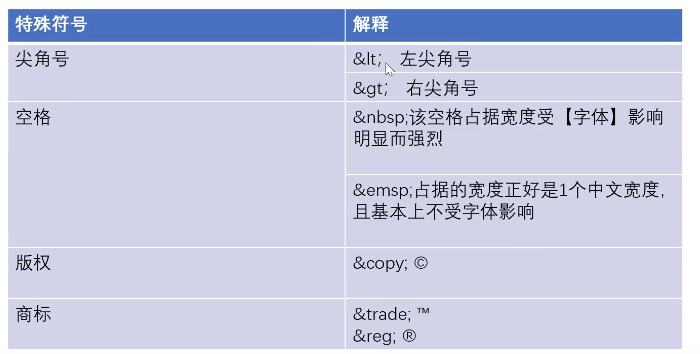 特殊符号 解释
尖角号 &lt; 左尖角号
&gt; 右尖角号
空格 &nbsp;该空格占据宽度受【字体】影响
明显而强烈
&emsp;占据的宽度正好是1个中文宽度,
且基本上不受字体影响
版权 &copy; ©
商标 &trade; ™
&reg; ®